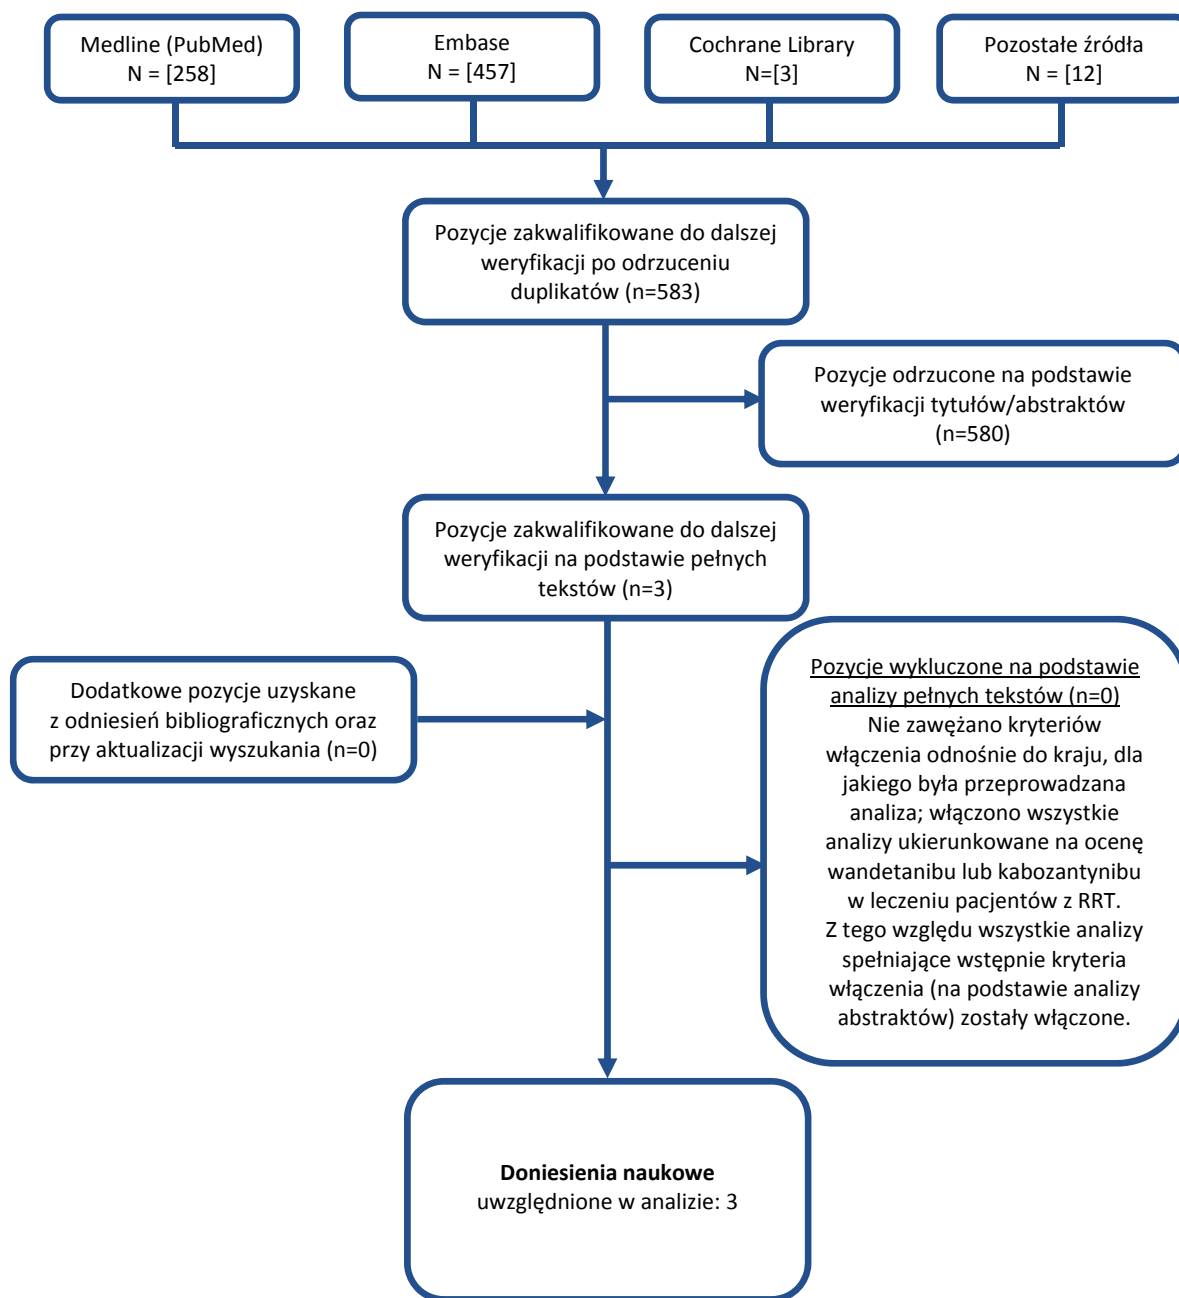 Medline (PubMed)
N = [258]
Embase
N = [457]
Cochrane Library
N=[3]
Pozostałe źródła
N = [12]
Pozycje zakwalifikowane do dalszej
weryfikacji po odrzuceniu
duplikatów (n=583)
Pozycje odrzucone na podstawie
weryfikacji tytułów/abstraktów
(n=580)
Pozycje zakwalifikowane do dalszej
weryfikacji na podstawie pełnych
tekstów (n=3)
Dodatkowe pozycje uzyskane
z odniesień bibliograficznych oraz
przy aktualizacji wyszukania (n=0)
Pozycje wykluczone na podstawie
analizy pełnych tekstów (n=0)
Nie zawężano kryteriów
włączenia odnośnie do kraju, dla
jakiego była przeprowadzana
analiza; włączono wszystkie
analizy ukierunkowane na ocenę
wandetanibu lub kabozantynibu
w leczeniu pacjentów z RRT.
Z tego względu wszystkie analizy
spełniające wstępnie kryteria
włączenia (na podstawie analizy
abstraktów) zostały włączone.
Doniesienia naukowe
uwzględnione w analizie: 3